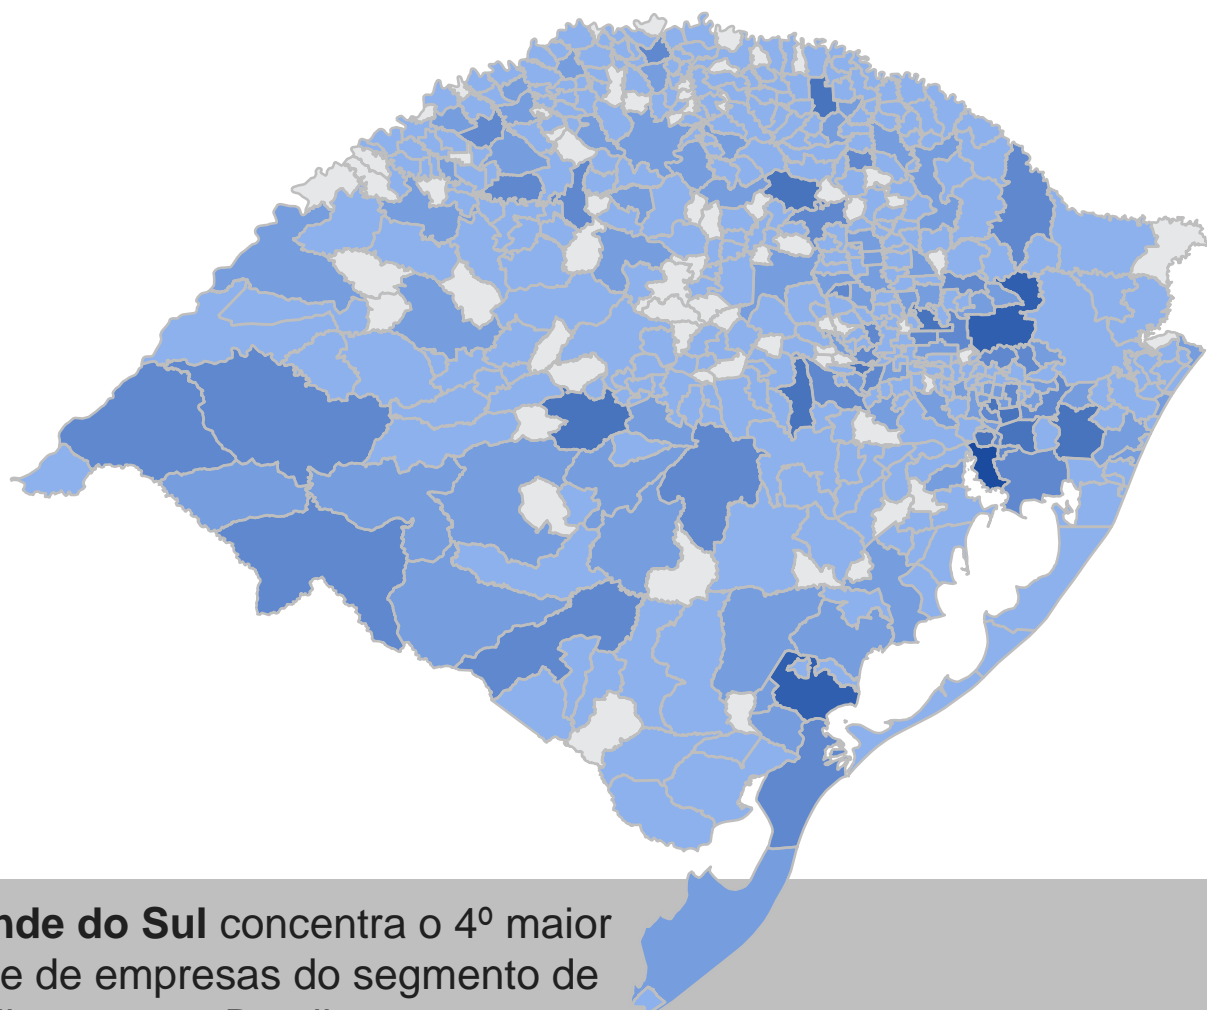 nde do Sul concentra o 4º maior
e de empresas do segmento de